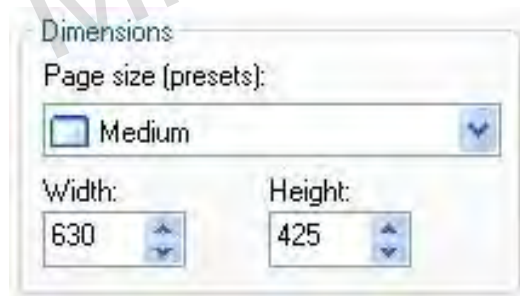 Dimensions
Page size (presets):
Medium
Width: Height:
630 425